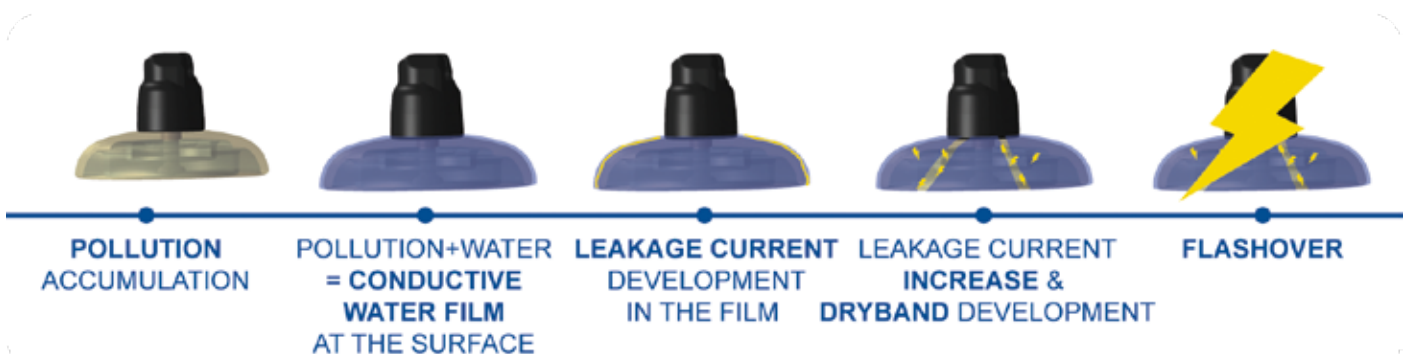 POLLUTION
ACCUMULATION
POLLUTION+WATER
= CONDUCTIVE
WATER FILM
AT THE SURFACE
LEAKAGE CURRENT
DEVELOPMENT
IN THE FILM
LEAKAGE CURRENT
INCREASE &
DRYBAND DEVELOPMENT
FLASHOVER